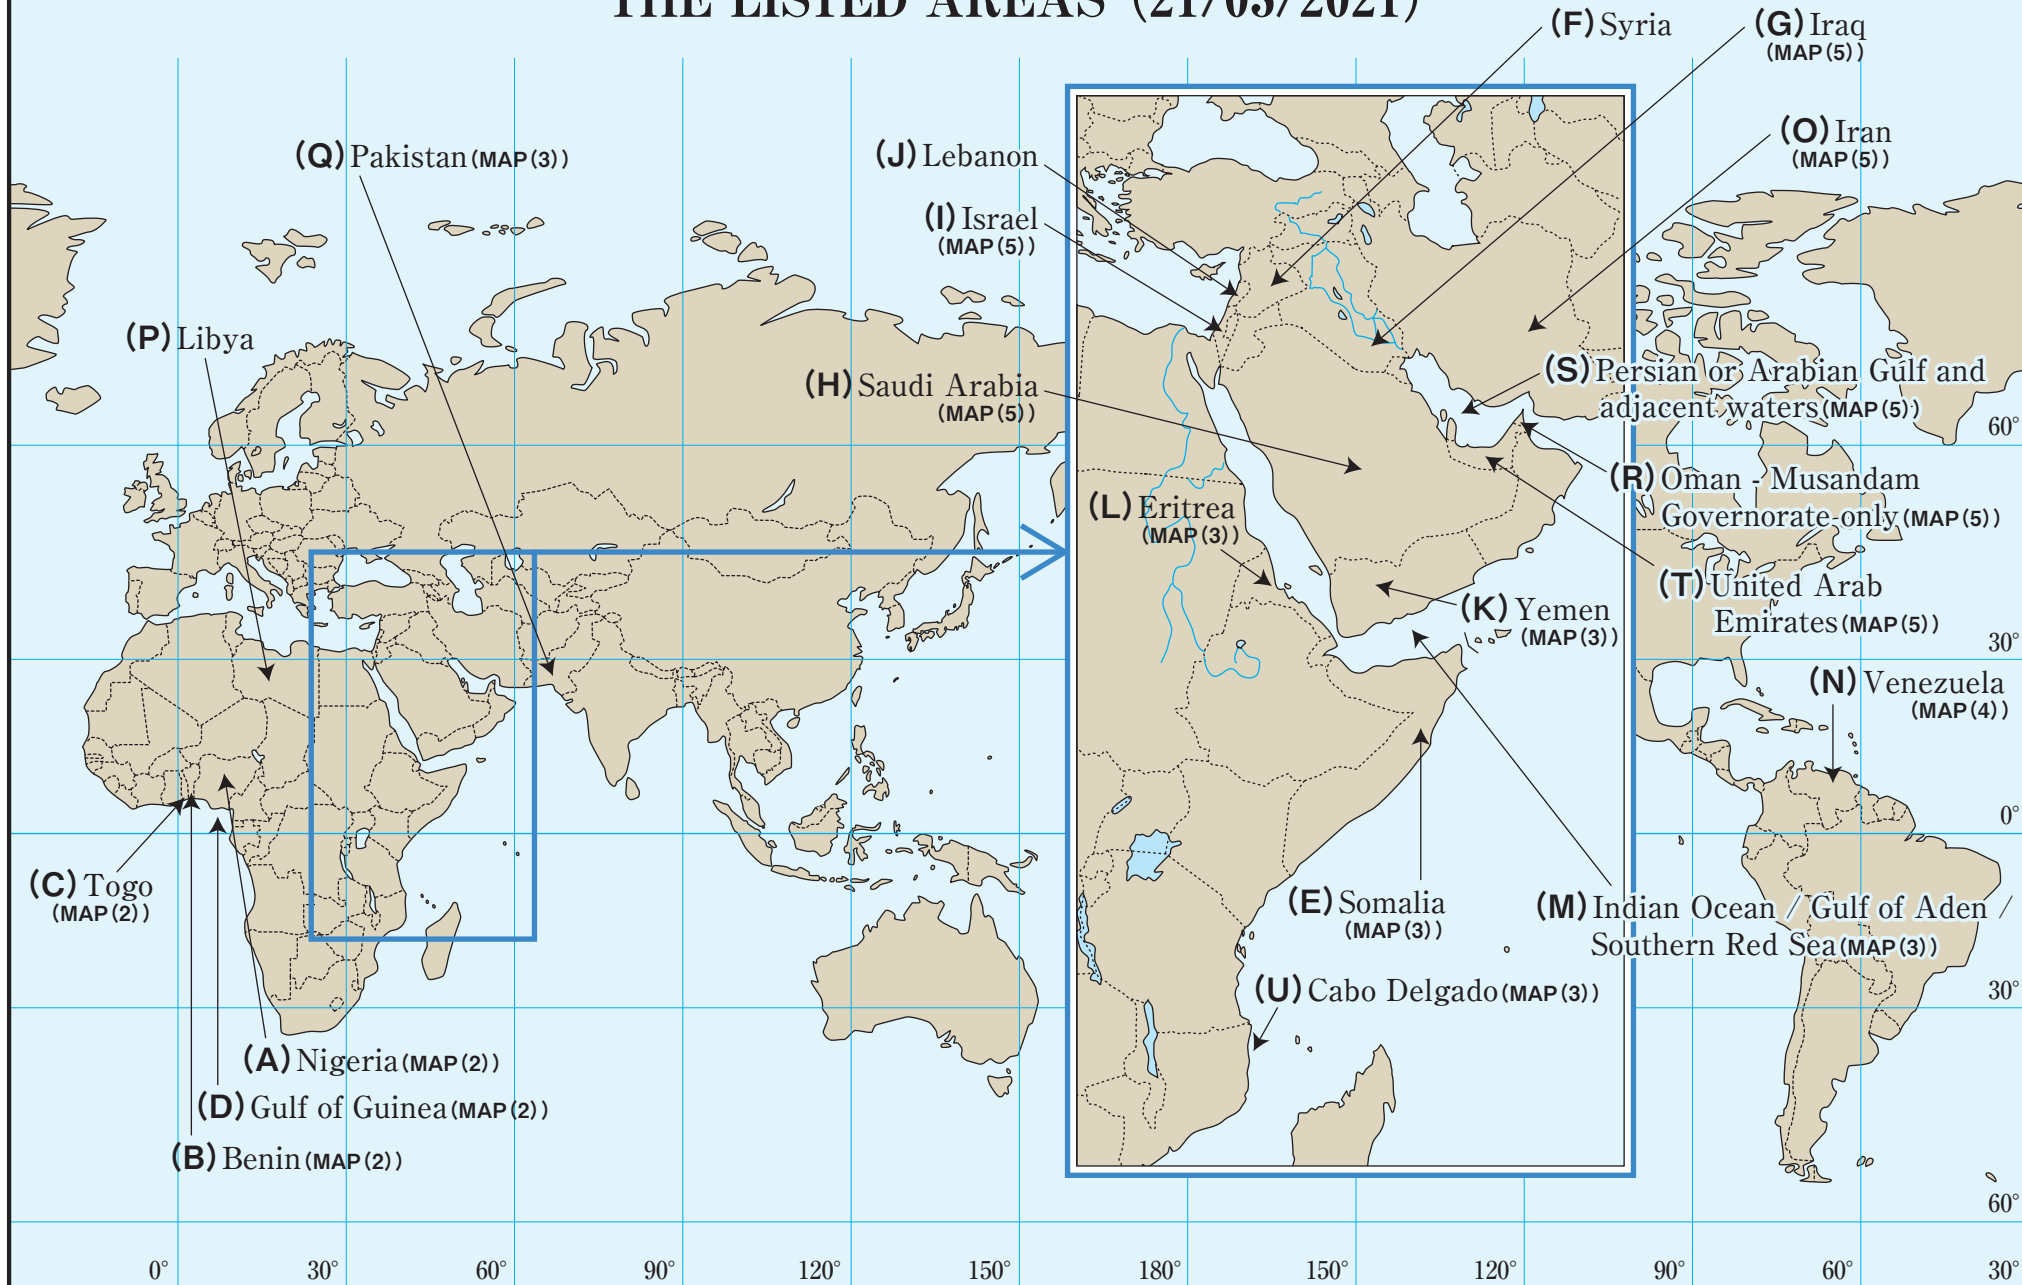 THE LISTED AREAS (21/05/2021)
(F) Syria
(G) Iraq
(MAP(5))
(O) Iran
(MAP(5))
(Q) Pakistan(MAP(3))
(J) Lebanon
(I) Israel
(MAP(5))
(P) Libya
(H) Saudi Arabia
(MAP(5))
(S) Persian or Arabian Gulf and
adjacent waters(MAP(5))
60°
(R) Oman - Musandam
Governorate-only(MAP(5))
(L) Eritrea
(MAP(3))
(T) United Arab
Emirates(MAP(5))
(K) Yemen
(MAP(3))
30°
(N) Venezuela
(MAP(4))
0°
(C) Togo
(MAP(2))
(E) Somalia
(MAP(3))
(M) Indian Ocean / Gulf of Aden /
Southern Red Sea(MAP(3))
(U) Cabo Delgado(MAP(3))
30°
(A) Nigeria(MAP(2))
(D) Gulf of Guinea(MAP(2))
(B) Benin(MAP(2))
60°
0° 30° 60° 90° 120° 150° 180° 150° 120° 90° 60° 30°